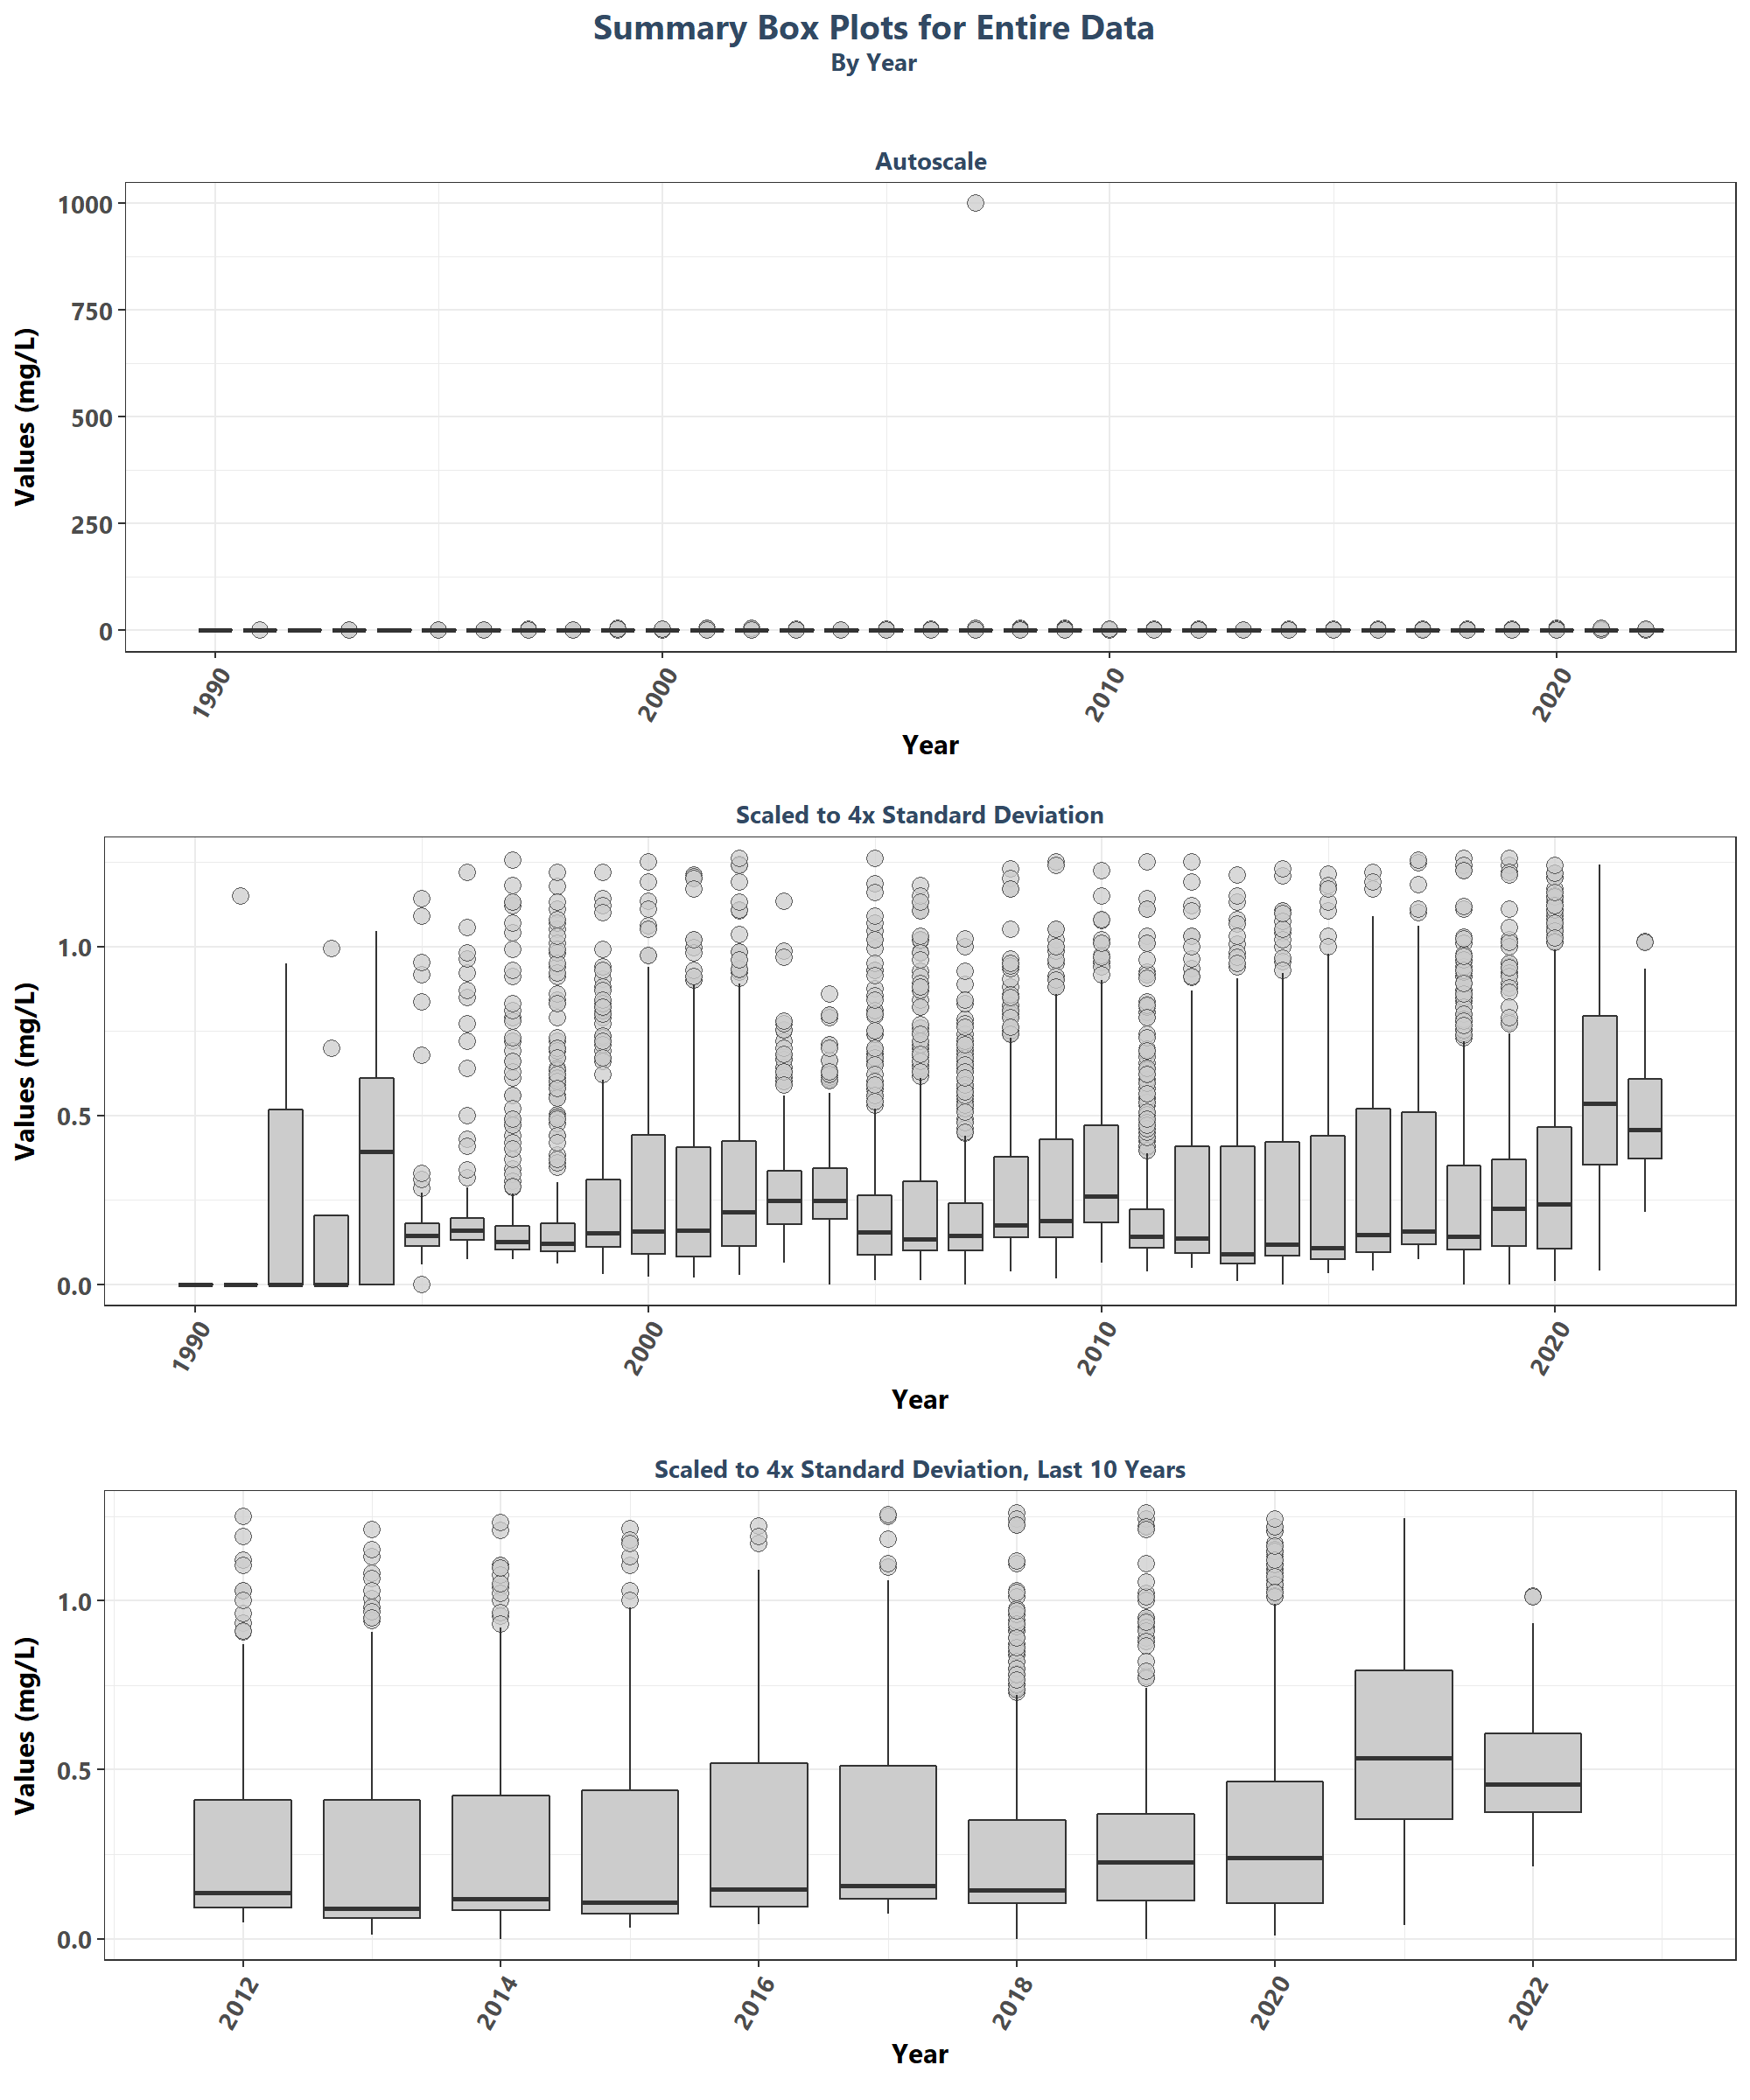 Summary Box Plots for Entire Data
By Year
Autoscale
Values (mg/L)
1000
750
500
250
0
1990
2000
2010
2020
Year
Scaled to 4x Standard Deviation
Values (mg/L)
1.0
0.5
0.0
1990
2000
2010
2020
Year
Scaled to 4x Standard Deviation, Last 10 Years
Values (mg/L)
1.0
0.5
0.0
2012
2014
2016
2018
2020
2022
Year